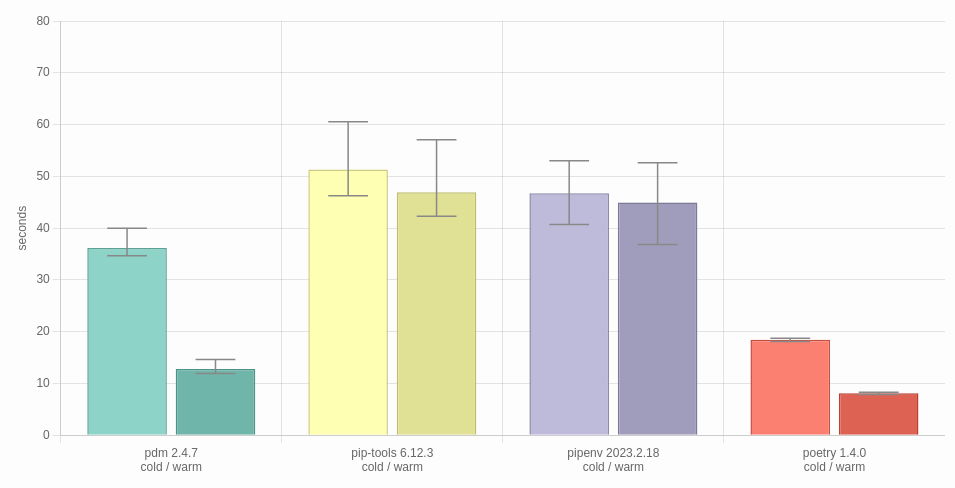 80
70
60
50
40
30
20
10
0
seconds
pdm 2.4.7
cold / warm
pip-tools 6.12.3
cold / warm
pipenv 2023.2.18
cold / warm
poetry 1.4.0
cold / warm